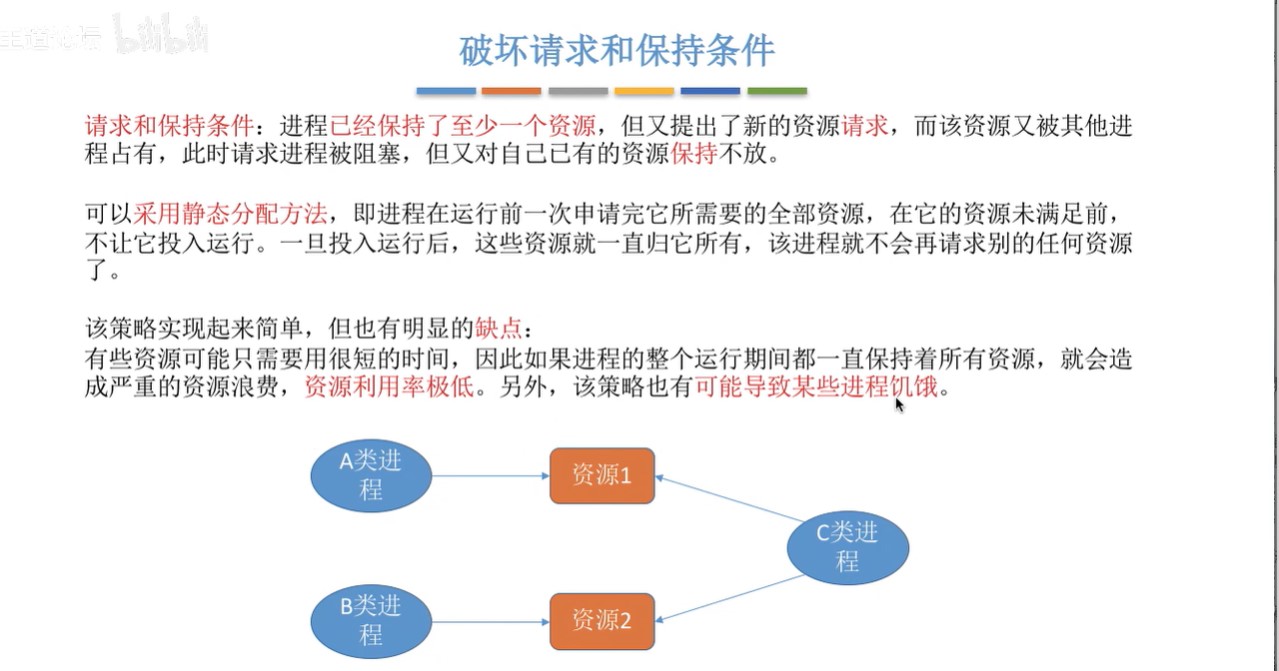 王道论坛 bilibili
破坏请求和保持条件
请求和保持条件：进程已经保持了至少一个资源，但又提出了新的资源请求，而该资源又被其他进
程占有，此时请求进程被阻塞，但又对自己已有的资源保持不放。
可以采用静态分配方法，即进程在运行前一次申请完它所需要的全部资源，在它的资源未满足前，
不让它投入运行。一旦投入运行后，这些资源就一直归它所有，该进程就不会再请求别的任何资源
了。
该策略实现起来简单，但也有明显的缺点：
有些资源可能只需要用很短的时间，因此如果进程的整个运行期间都一直保持着所有资源，就会造
成严重的资源浪费，资源利用率极低。另外，该策略也有可能导致某些进程饥饿。
A类进
程
资源1
C类进
程
B类进
程
资源2